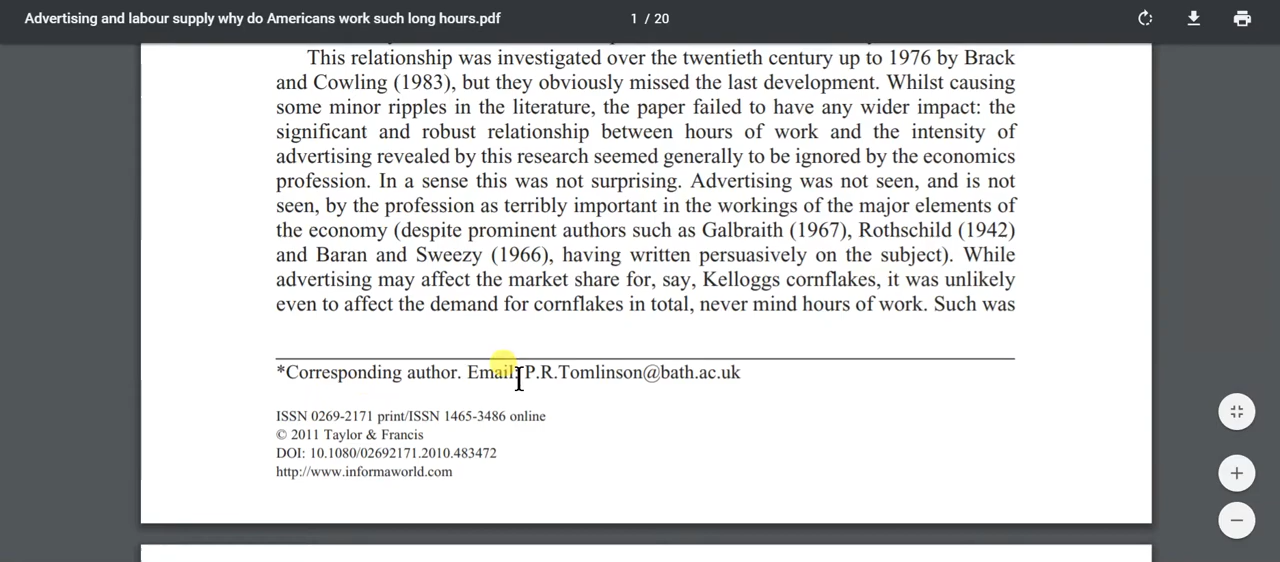 Advertising and labour supply why do Americans work such long hours.pdf
1 / 20
This relationship was investigated over the twentieth century up to 1976 by Brack
and Cowling (1983), but they obviously missed the last development. Whilst causing
some minor ripples in the literature, the paper failed to have any wider impact: the
significant and robust relationship between hours of work and the intensity of
advertising revealed by this research seemed generally to be ignored by the economics
profession. In a sense this was not surprising. Advertising was not seen, and is not
seen, by the profession as terribly important in the workings of the major elements of
the economy (despite prominent authors such as Galbraith (1967), Rothschild (1942)
and Baran and Sweezy (1966), having written persuasively on the subject). While
advertising may affect the market share for, say, Kelloggs cornflakes, it was unlikely
even to affect the demand for cornflakes in total, never mind hours of work. Such was
*Corresponding author. Email: P.R.Tomlinson@bath.ac.uk
ISSN 0269-2171 print/ISSN 1465-3486 online
© 2011 Taylor & Francis
DOI: 10.1080/02692171.2010.483472
http://www.informaworld.com